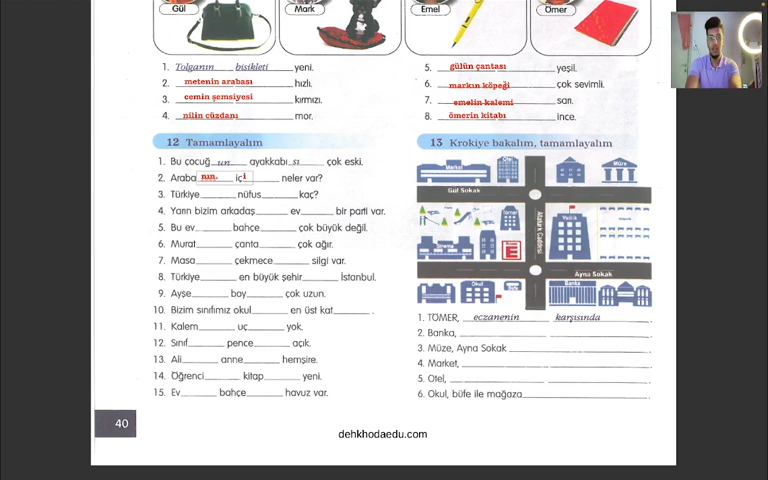 Gül
Mark
Emel
Ömer
1. Tolganın bisikleti yeni.
2. metenin arabası hızlı.
3. cemin şemsiyesi kırmızı.
4. nilin cüzdanı mor.
5. gülün çantası yeşil.
6. markın köpeği çok sevimli.
7. emelin kalemi sarı.
8. ömerin kitabı ince.
12 Tamamlayalım
1. Bu çocuğ un ayakkabı sı çok eski.
2. Araba nın. iç i neler var?
3. Türkiye nüfus kaç?
4. Yarın bizim arkadaş ev bir parti var.
5. Bu ev bahçe çok büyük değil.
6. Murat çanta çok ağır.
7. Masa çekmece silgi var.
8. Türkiye en büyük şehir İstanbul.
9. Ayşe boy çok uzun.
10. Bizim sınıfımız okul en üst kat .
11. Kalem uç yok.
12. Sınıf pence açık.
13. Ali anne hemşire.
14. Öğrenci kitap yeni.
15. Ev bahçe havuz var.
13 Krokiye bakalım, tamamlayalım
Market
Otel
Müze
Gül Sokak
Tömer
Atatürk Caddesi
Valilik
Sinema
E
Ayna Sokak
Okul
Banka
1. TÖMER, eczanenin karşısında .
2. Banka, .
3. Müze, Ayna Sokak .
4. Market, .
5. Otel, .
6. Okul, büfe ile mağaza .
40
dehkhodaedu.com